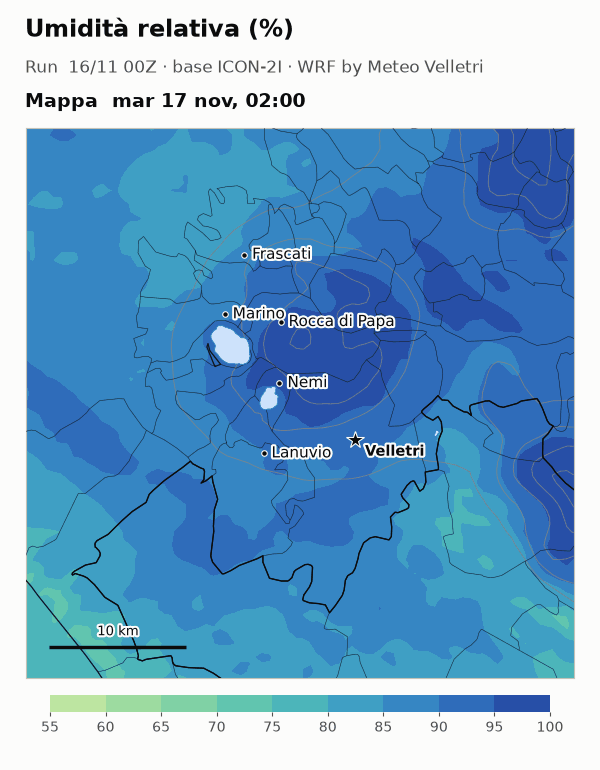 Umidità relativa (%)
Run  16/11 00Z · base ICON-2I · WRF by Meteo Velletri
Mappa  mar 17 nov, 02:00
Frascati
Marino
Rocca di Papa
Nemi
Velletri
Lanuvio
10 km
55 60 65 70 75 80 85 90 95 100